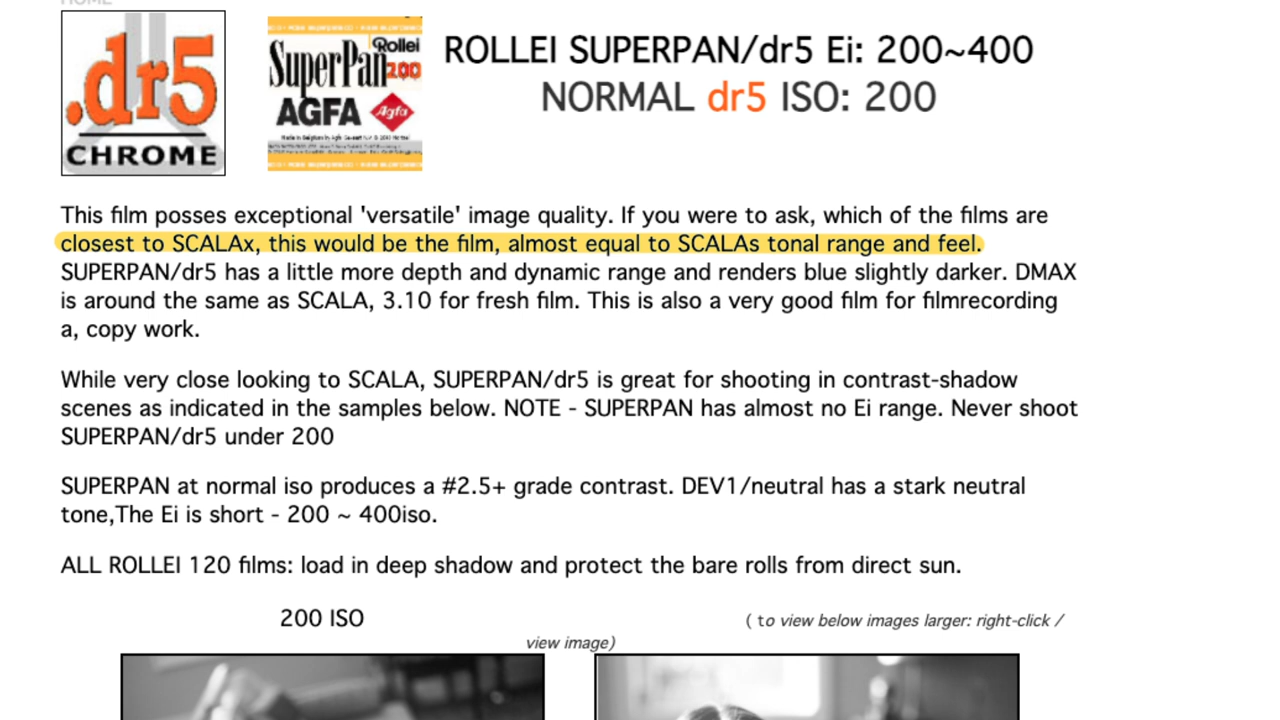 HOME
.dr5
CHROME
Rollei
SuperPan 200
AGFA
Agfa
ROLLEI SUPERPAN/dr5 Ei: 200~400
NORMAL dr5 ISO: 200
This film posses exceptional 'versatile' image quality. If you were to ask, which of the films are
closest to SCALAx, this would be the film, almost equal to SCALAs tonal range and feel.
SUPERPAN/dr5 has a little more depth and dynamic range and renders blue slightly darker. DMAX
is around the same as SCALA, 3.10 for fresh film. This is also a very good film for filmrecording
a, copy work.
While very close looking to SCALA, SUPERPAN/dr5 is great for shooting in contrast-shadow
scenes as indicated in the samples below. NOTE - SUPERPAN has almost no Ei range. Never shoot
SUPERPAN/dr5 under 200
SUPERPAN at normal iso produces a #2.5+ grade contrast. DEV1/neutral has a stark neutral
tone,The Ei is short - 200 ~ 400iso.
ALL ROLLEI 120 films: load in deep shadow and protect the bare rolls from direct sun.
200 ISO
( to view below images larger: right-click /
view image)